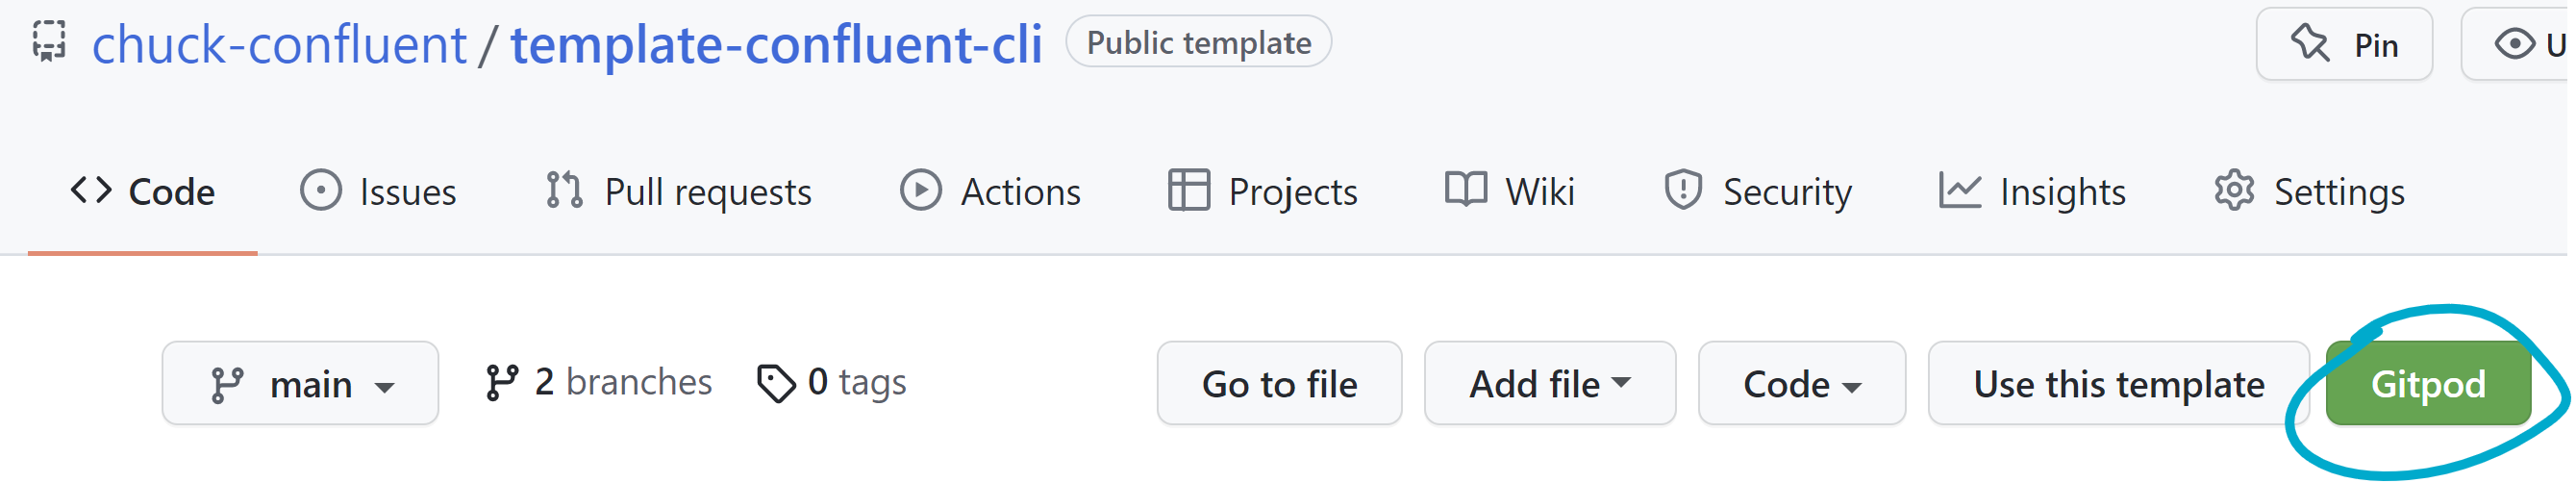 chuck-confluent / template-confluent-cli Public template Pin U
Code Issues Pull requests Actions Projects Wiki Security Insights Settings
main 2 branches 0 tags Go to file Add file Code Use this template Gitpod